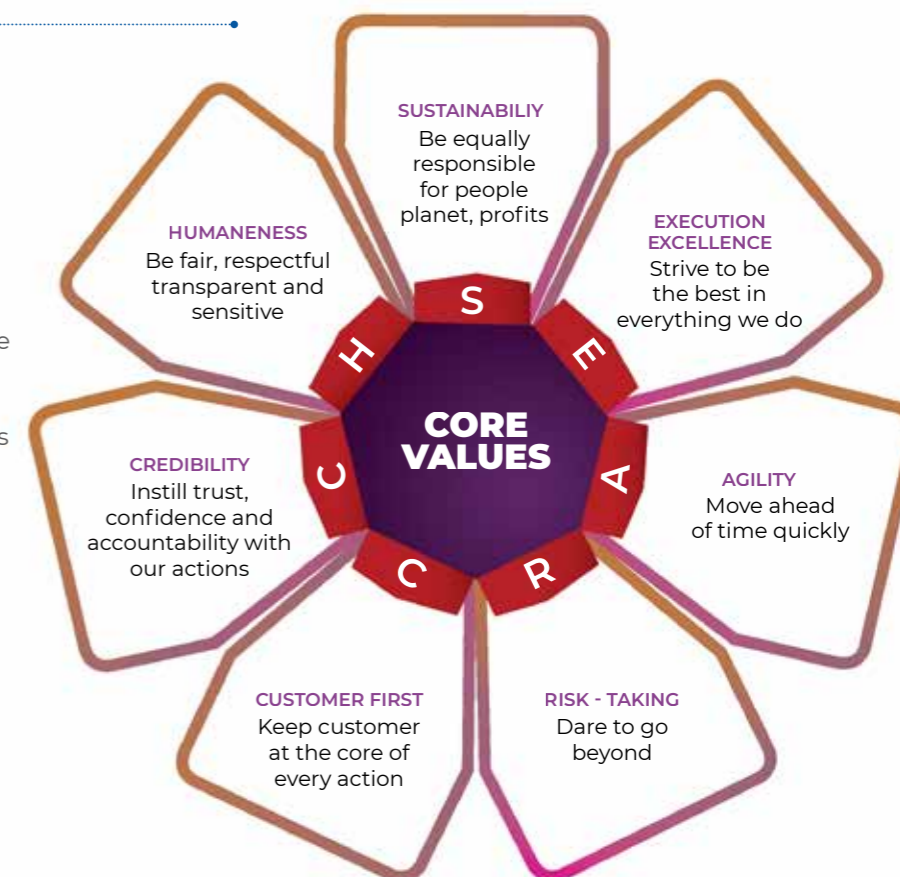 SUSTAINABILIY
Be equally
responsible
for people
planet, profits
EXECUTION
EXCELLENCE
Strive to be
the best in
everything we do
AGILITY
Move ahead
of time quickly
RISK - TAKING
Dare to go
beyond
CUSTOMER FIRST
Keep customer
at the core of
every action
CREDIBILITY
Instill trust,
confidence and
accountability with
our actions
HUMANENESS
Be fair, respectful
transparent and
sensitive
S
E
A
R
C
C
H
CORE
VALUES